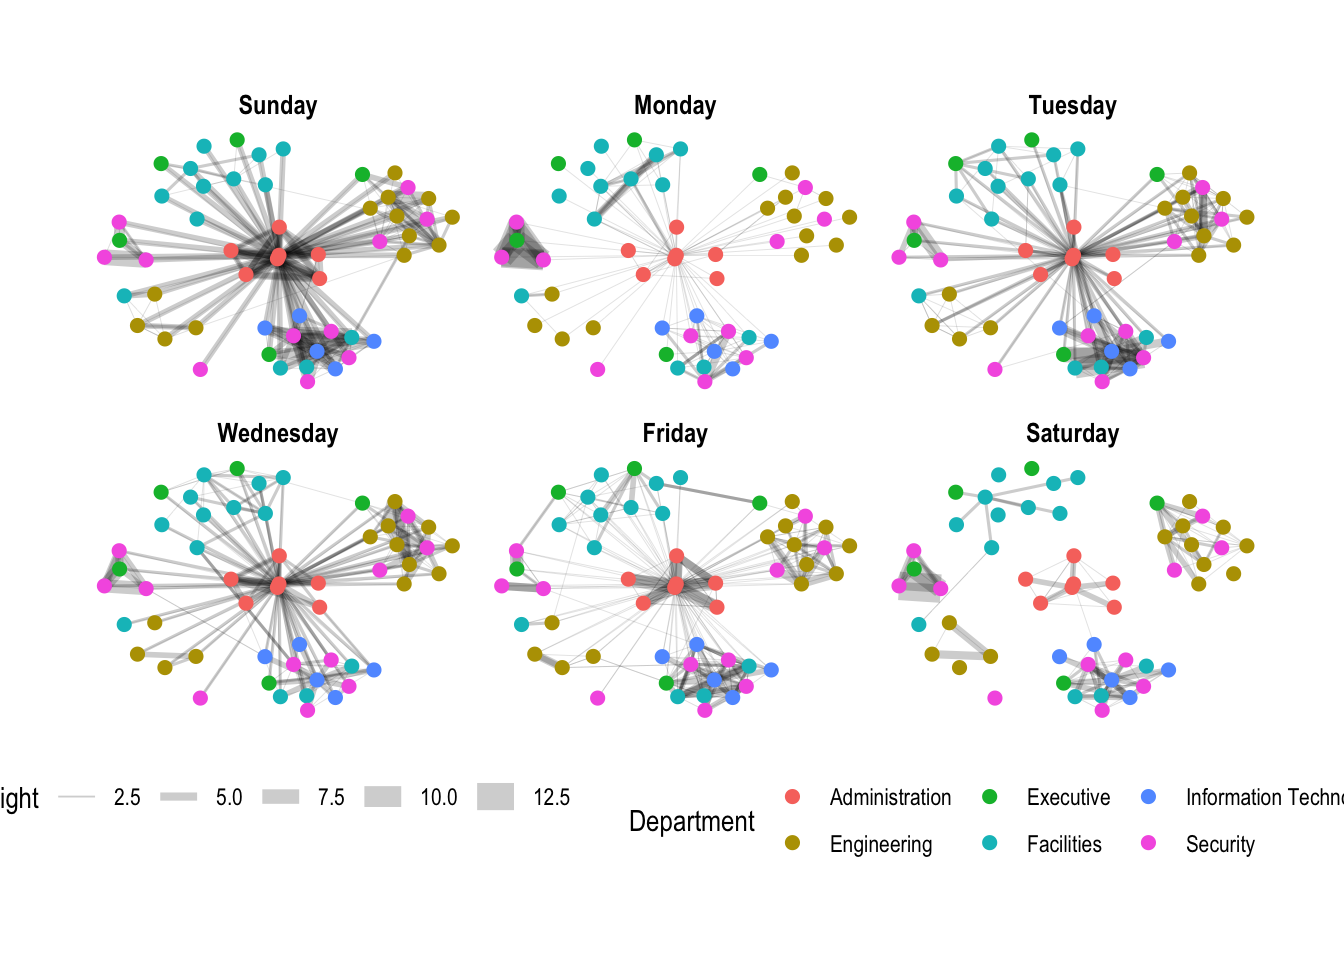 Sunday
Monday
Tuesday
Wednesday
Friday
Saturday
ight 2.5 5.0 7.5 10.0 12.5
Department
Administration Executive Information Techn
Engineering Facilities Security